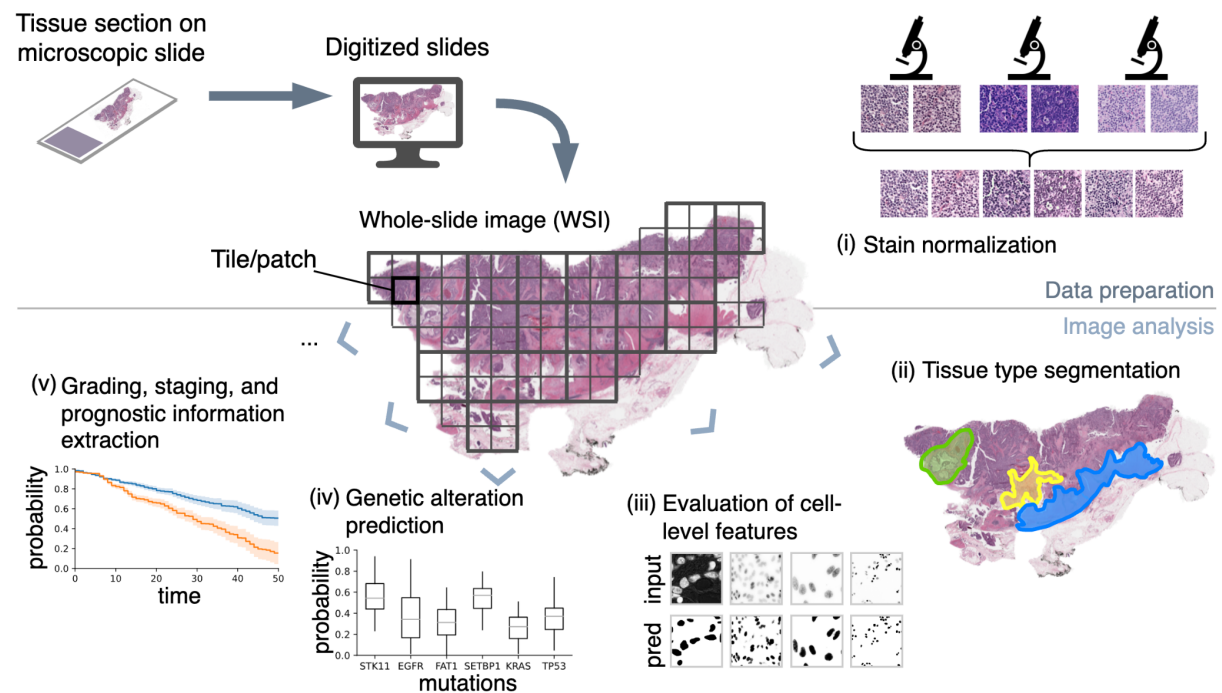 Tissue section on
microscopic slide
Digitized slides
Whole-slide image (WSI)
Tile/patch
(i) Stain normalization
Data preparation
Image analysis
...
(ii) Tissue type segmentation
(v) Grading, staging, and
prognostic information
extraction
probability
1.0
0.8
0.6
0.4
0.2
0.0
0 10 20 30 40 50
time
(iv) Genetic alteration
prediction
probability
1.0
0.8
0.6
0.4
0.2
0.0
STK11 EGFR FAT1 SETBP1 KRAS TP53
mutations
(iii) Evaluation of cell-
level features
input
pred